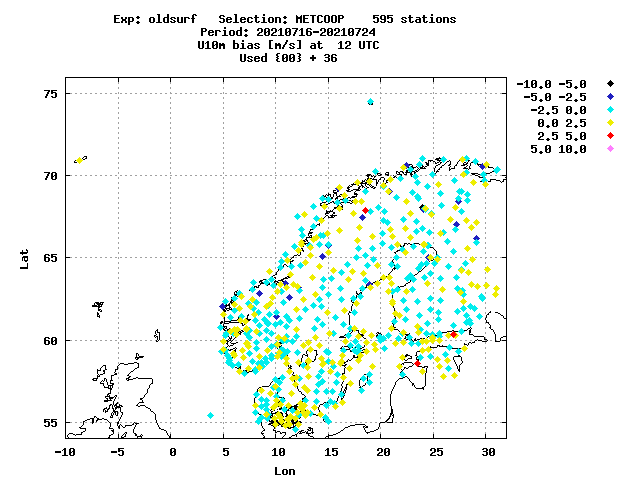 Exp: oldsurf   Selection: METCOOP    595 stations
Period: 20210716-20210724
U10m bias [m/s] at  12 UTC
Used {00} + 36
-10.0 -5.0
-5.0 -2.5
-2.5 0.0
0.0 2.5
2.5 5.0
5.0 10.0
75
70
65
60
55
Lat
-10 -5 0 5 10 15 20 25 30
Lon